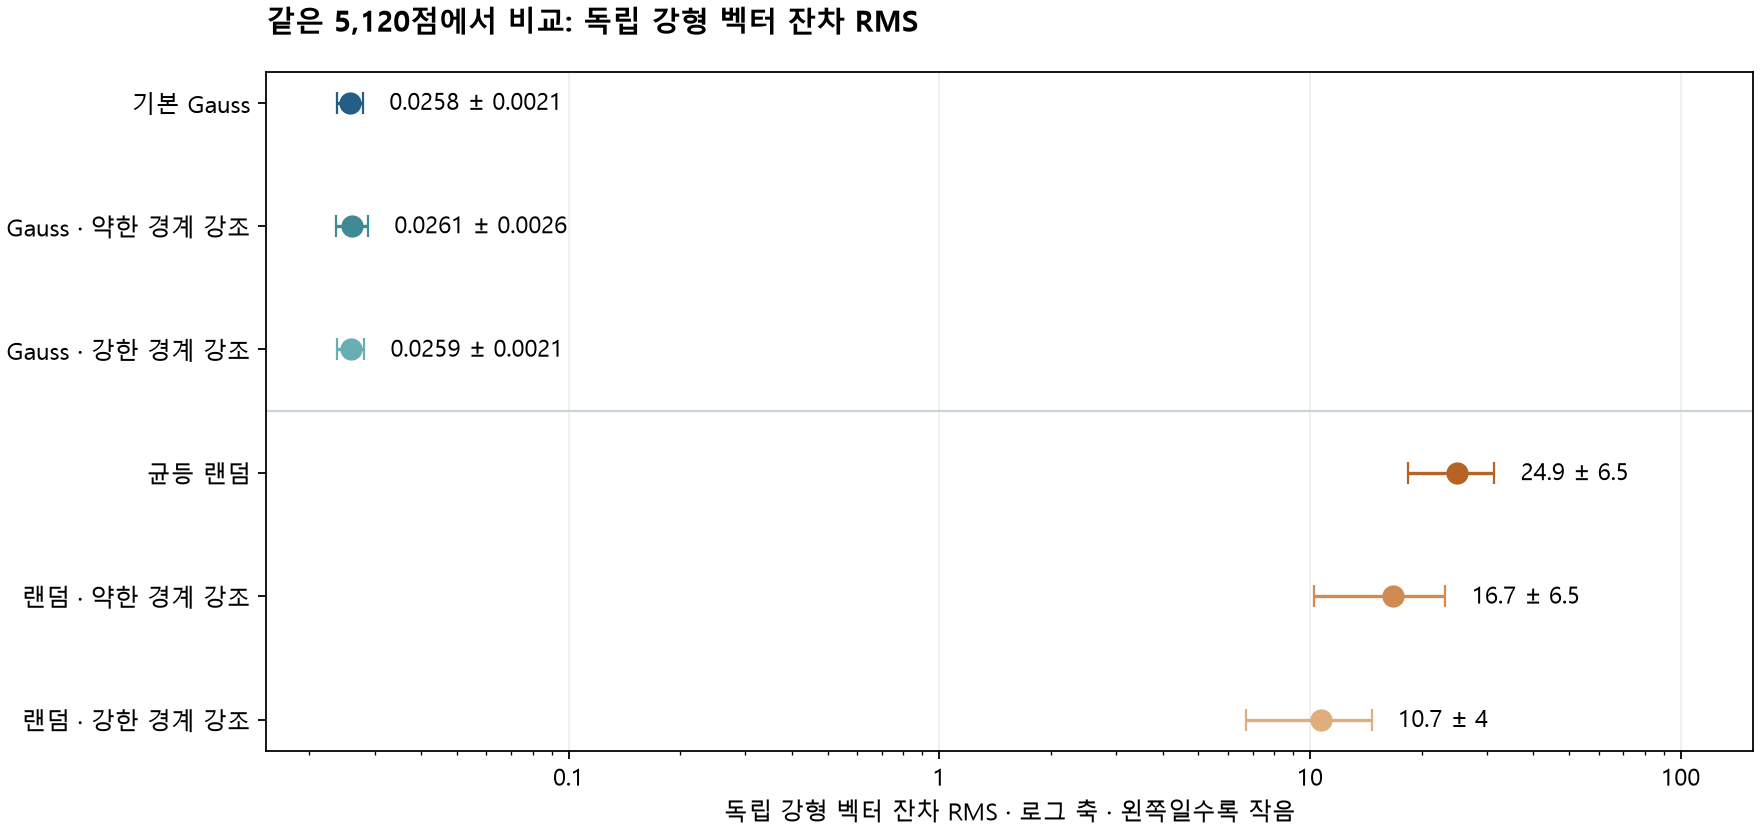 같은 5,120점에서 비교: 독립 강형 벡터 잔차 RMS
기본 Gauss
0.0258 ± 0.0021
Gauss · 약한 경계 강조
0.0261 ± 0.0026
Gauss · 강한 경계 강조
0.0259 ± 0.0021
균등 랜덤
24.9 ± 6.5
랜덤 · 약한 경계 강조
16.7 ± 6.5
랜덤 · 강한 경계 강조
10.7 ± 4
0.1 1 10 100
독립 강형 벡터 잔차 RMS · 로그 축 · 왼쪽일수록 작음